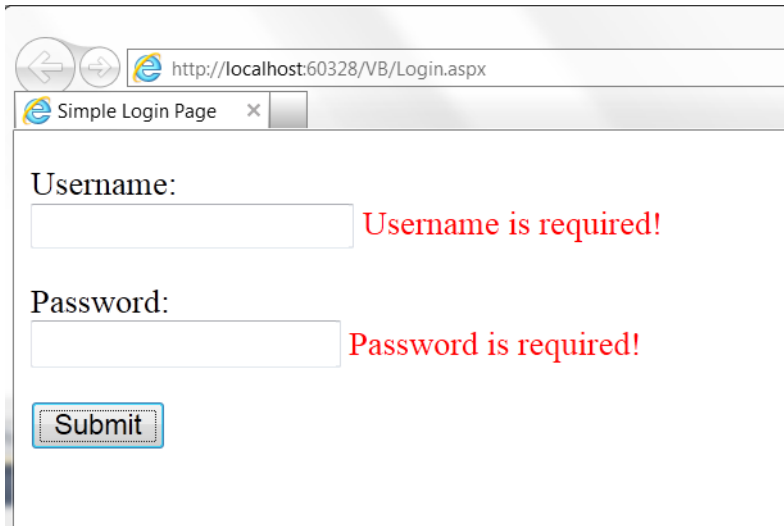 http://localhost:60328/VB/Login.aspx
Simple Login Page
Username:
Username is required!
Password:
Password is required!
Submit